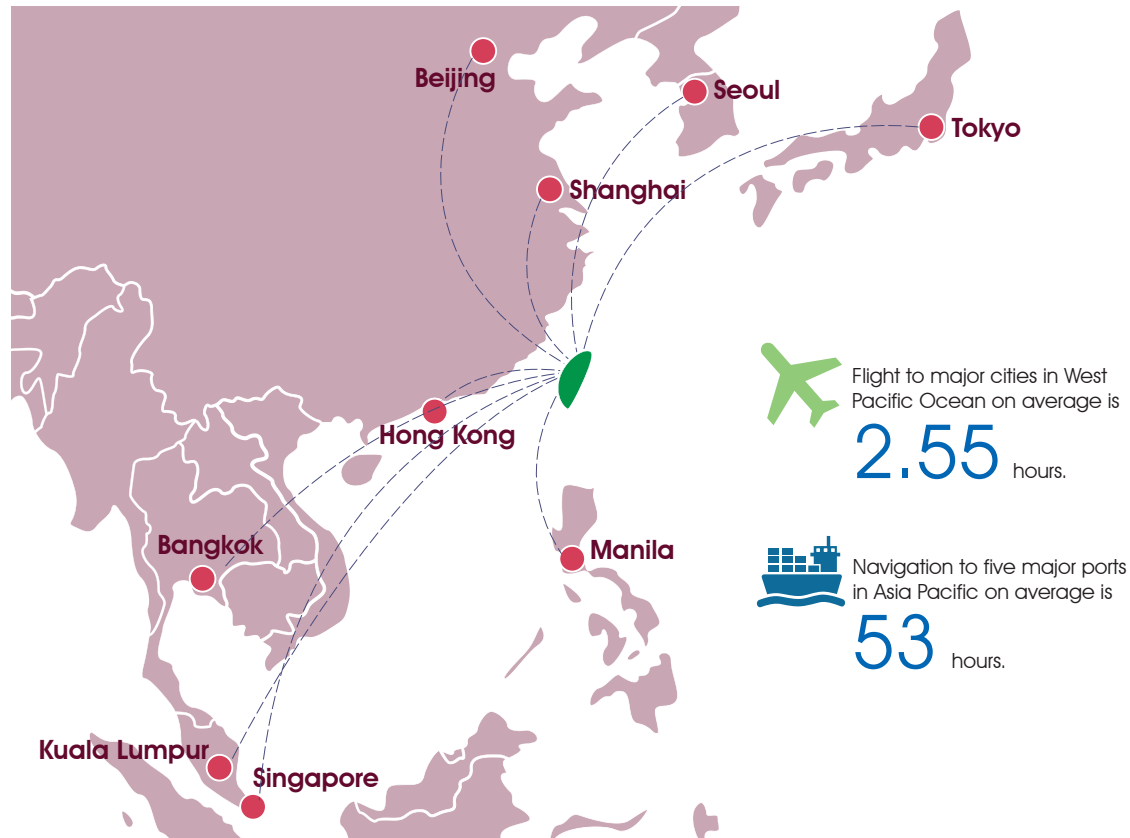 Beijing
Seoul
Tokyo
Shanghai
Hong Kong
Bangkok
Manila
Kuala Lumpur
Singapore
Flight to major cities in West
Pacific Ocean on average is
2.55 hours.
Navigation to five major ports
in Asia Pacific on average is
53 hours.